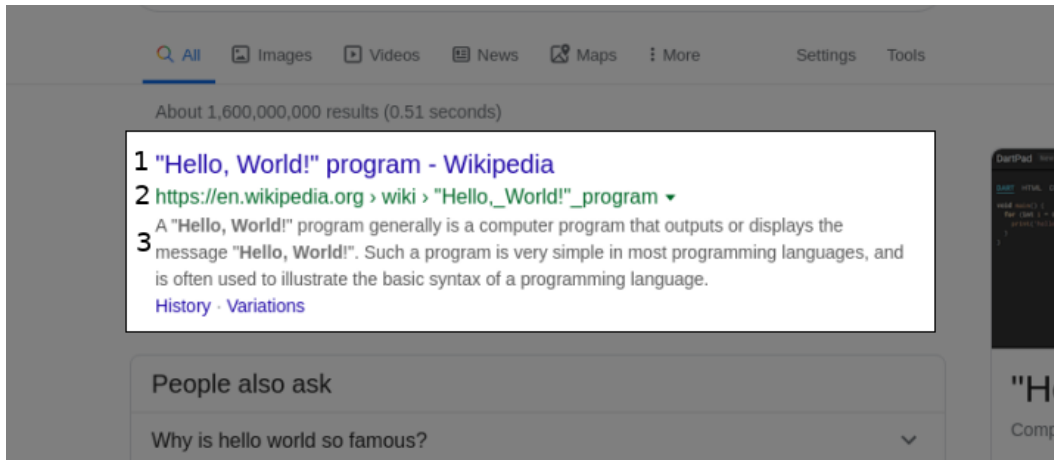 All Images Videos News Maps More Settings Tools
About 1,600,000,000 results (0.51 seconds)
1 "Hello, World!" program - Wikipedia
2 https://en.wikipedia.org › wiki › "Hello,_World!"_program
A "Hello, World!" program generally is a computer program that outputs or displays the
3 message "Hello, World!". Such a program is very simple in most programming languages, and
is often used to illustrate the basic syntax of a programming language.
History · Variations
People also ask
Why is hello world so famous?
DartPad
DART HTML
void main() {
"H
Comp